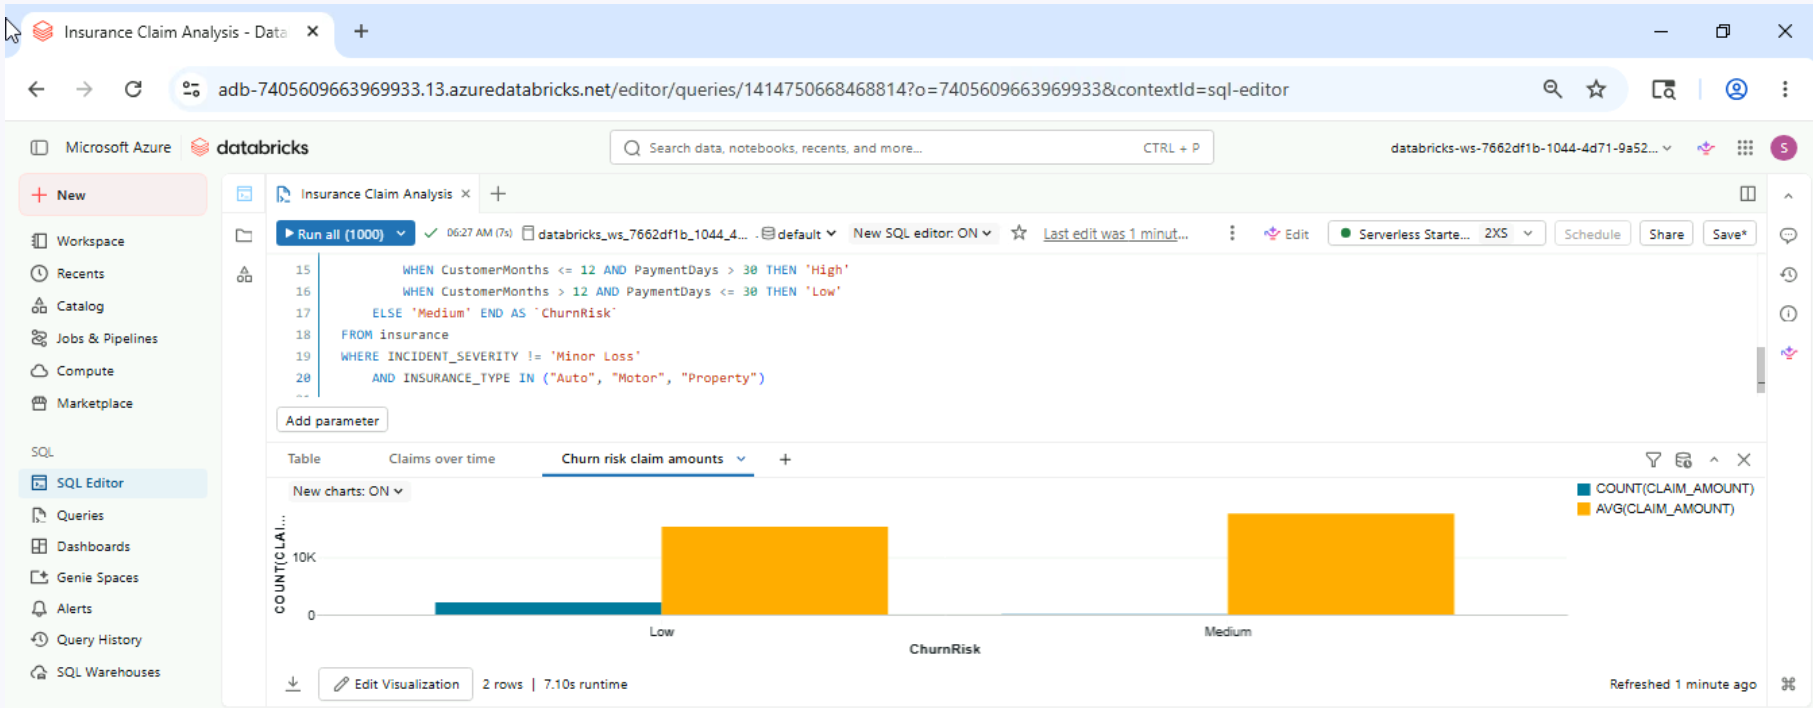 Insurance Claim Analysis - Data
adb-7405609663969933.13.azuredatabricks.net/editor/queries/1414750668468814?o=7405609663969933&contextId=sql-editor
Microsoft Azure databricks
Search data, notebooks, recents, and more... CTRL + P
databricks-ws-7662df1b-1044-4d71-9a52... S
New
Workspace
Recents
Catalog
Jobs & Pipelines
Compute
Marketplace
SQL
SQL Editor
Queries
Dashboards
Genie Spaces
Alerts
Query History
SQL Warehouses
Insurance Claim Analysis
Run all (1000) 06:27 AM (7s) databricks_ws_7662df1b_1044_4... . default New SQL editor: ON Last edit was 1 minut... Edit Serverless Starte... 2XS Schedule Share Save*
15 WHEN CustomerMonths <= 12 AND PaymentDays > 30 THEN 'High'
16 WHEN CustomerMonths > 12 AND PaymentDays <= 30 THEN 'Low'
17 ELSE 'Medium' END AS `ChurnRisk`
18 FROM insurance
19 WHERE INCIDENT_SEVERITY != 'Minor Loss'
20 AND INSURANCE_TYPE IN ("Auto", "Motor", "Property")
Add parameter
Table Claims over time Churn risk claim amounts
New charts: ON
COUNT(CLAIM_AMOUNT)
AVG(CLAIM_AMOUNT)
COUNT(CLAI...
10K
0
Low Medium
ChurnRisk
Edit Visualization 2 rows | 7.10s runtime Refreshed 1 minute ago